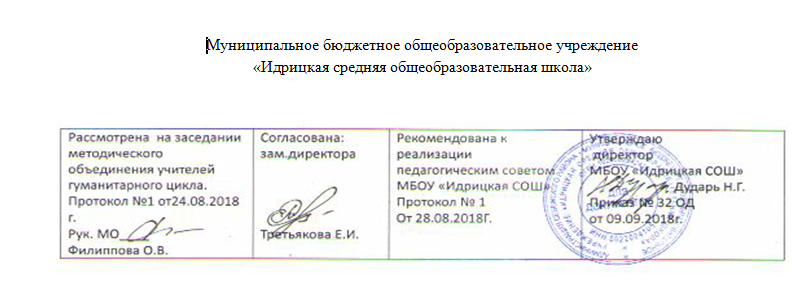 Муниципальное бюджетное общеобразовательное учреждение
«Идрицкая средняя общеобразовательная школа»
Рассмотрена на заседании
методического
объединения учителей
гуманитарного цикла.
Протокол №1 от24.08.2018
г.
Рук. МО
Филиппова О.В.
Согласована:
зам.директора
Третьякова Е.И.
Рекомендована к
реализации
педагогическим советом
МБОУ «Идрицкая СОШ»
Протокол № 1
От 28.08.2018Г.
Утверждаю
директор
МБОУ «Идрицкая СОШ»
Дударь Н.Г.
Приказ № 32 ОД
от 09.09.2018г.